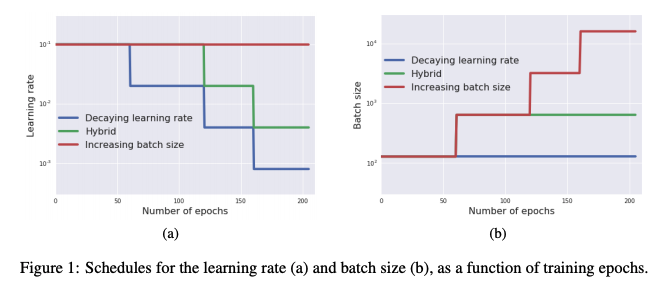 10⁻¹
10⁻²
10⁻³
Learning rate
Decaying learning rate
Hybrid
Increasing batch size
0 50 100 150 200
Number of epochs
(a)
10⁴
10³
10²
Batch size
Decaying learning rate
Hybrid
Increasing batch size
0 50 100 150 200
Number of epochs
(b)
Figure 1: Schedules for the learning rate (a) and batch size (b), as a function of training epochs.